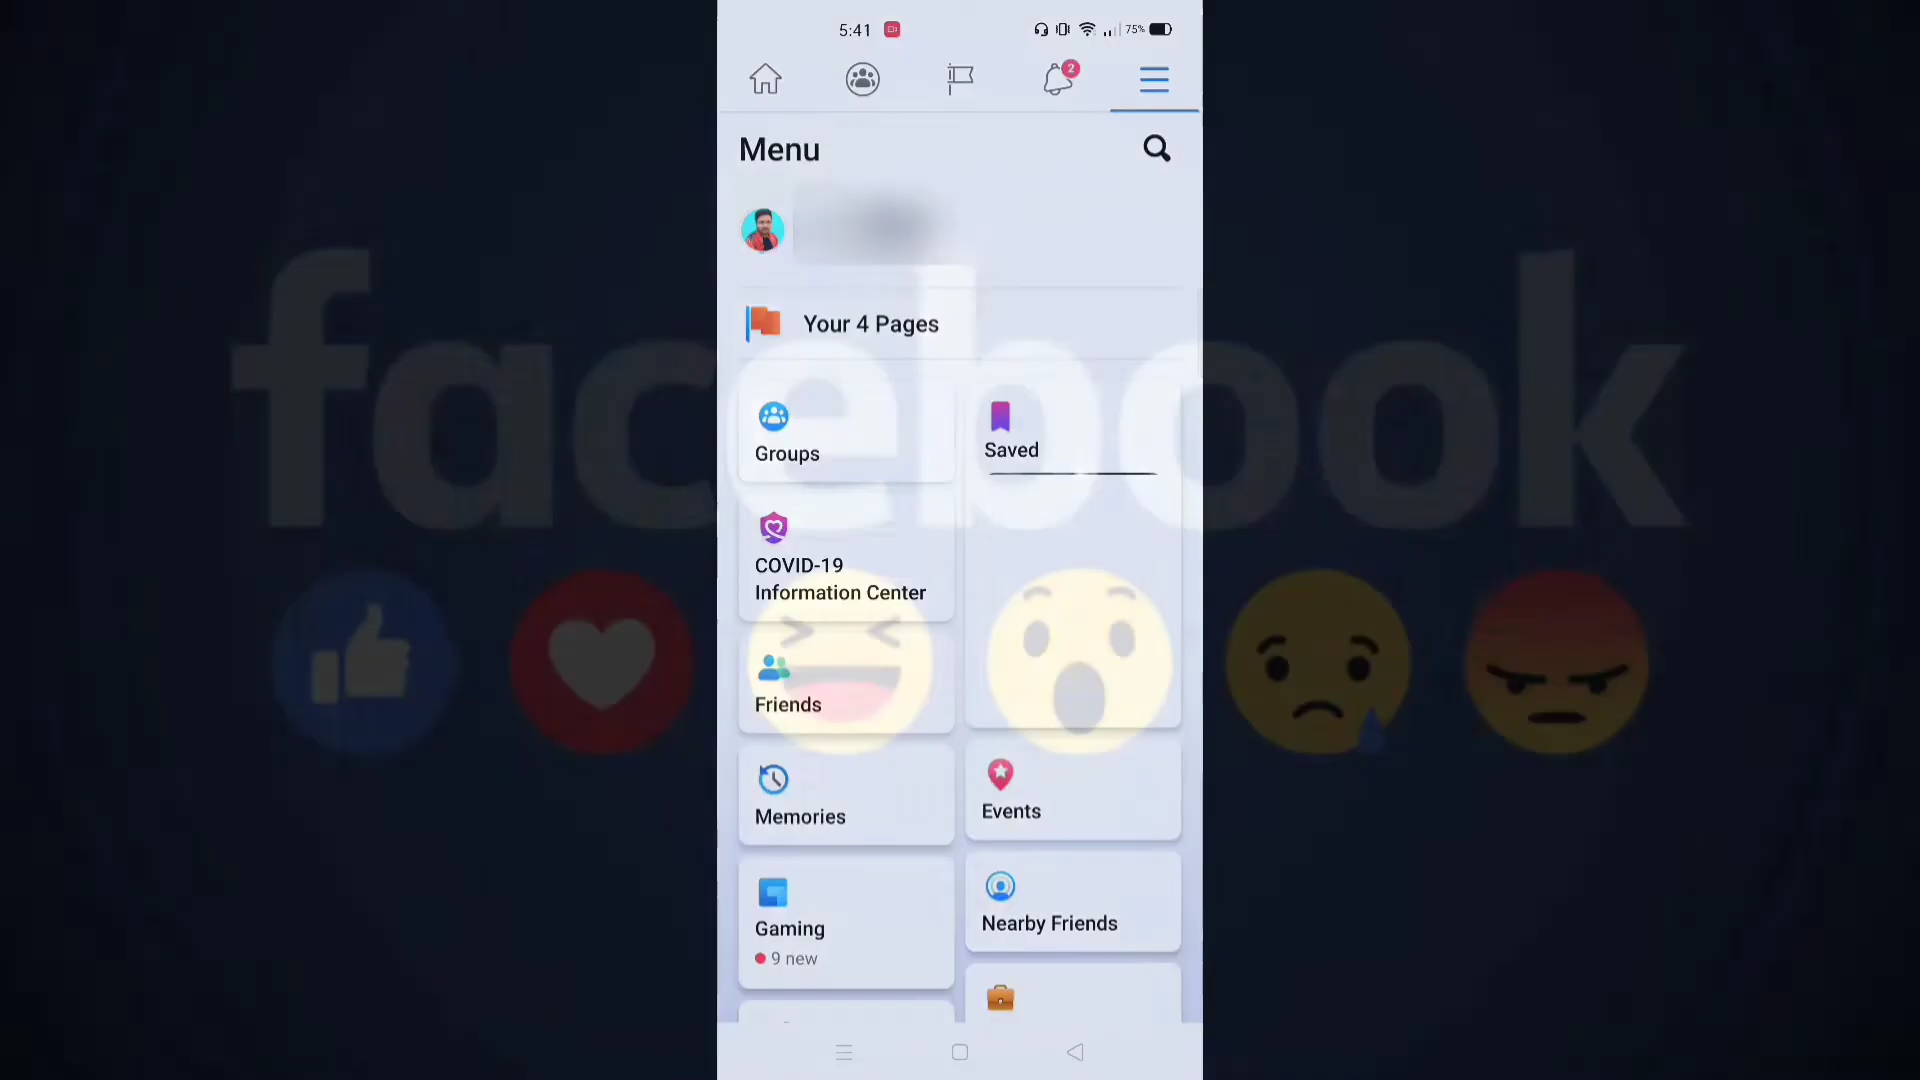 5:41
75%
2
Menu
Your 4 Pages
facebook
Groups
Saved
COVID-19
Information Center
Friends
Memories
Events
Gaming
9 new
Nearby Friends